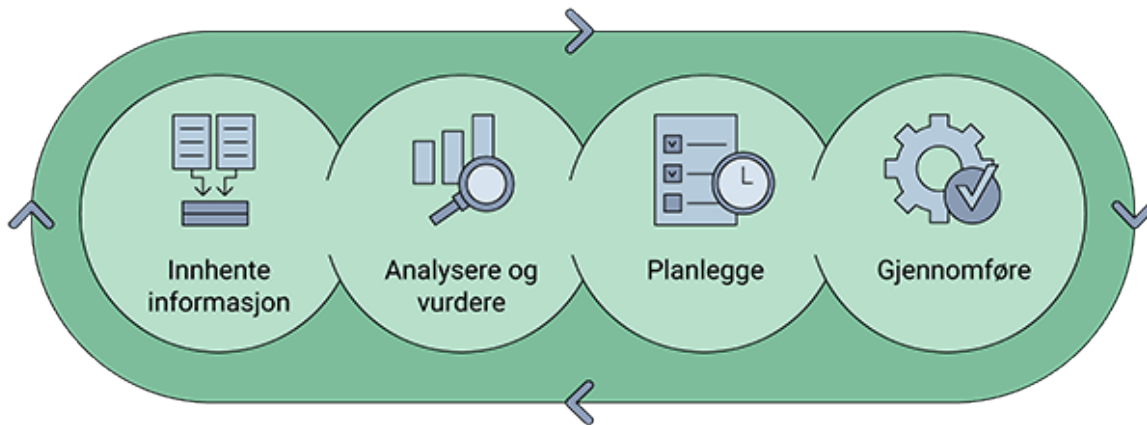 Innhente
informasjon
Analysere og
vurdere
Planlegge
Gjennomføre